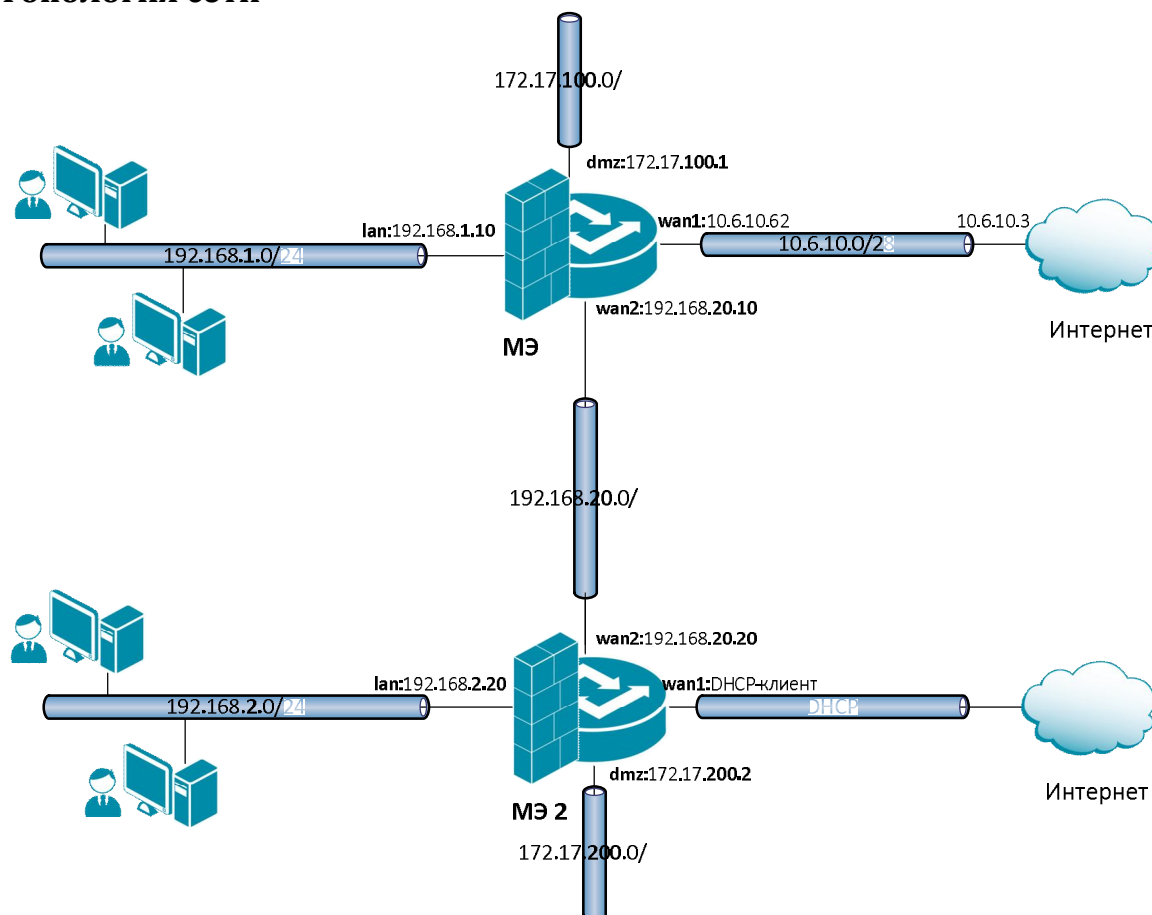 172.17.100.0/
dmz:172.17.100.1
lan:192.168.1.10
wan1:10.6.10.62
10.6.10.3
192.168.1.0/24
10.6.10.0/28
wan2:192.168.20.10
МЭ
Интернет
192.168.20.0/
wan2:192.168.20.20
lan:192.168.2.20
wan1:DHCP-клиент
192.168.2.0/24
DHCP
dmz:172.17.200.2
МЭ 2
Интернет
172.17.200.0/